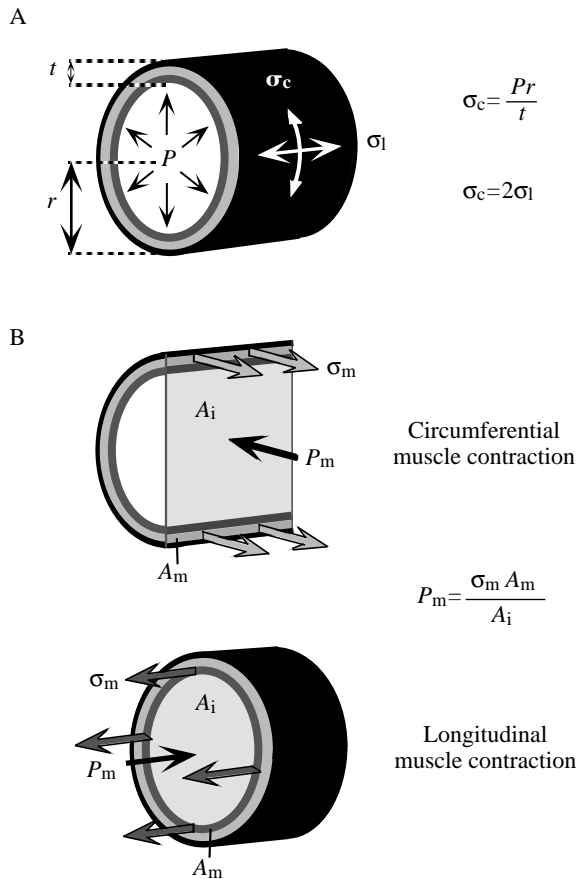 A
t
σc
P
r
σl
σc= Pr
t
σc=2σl
B
σm
Ai
Pm
Am
Circumferential
muscle contraction
Pm= σm Am
Ai
σm
Ai
Pm
Am
Longitudinal
muscle contraction